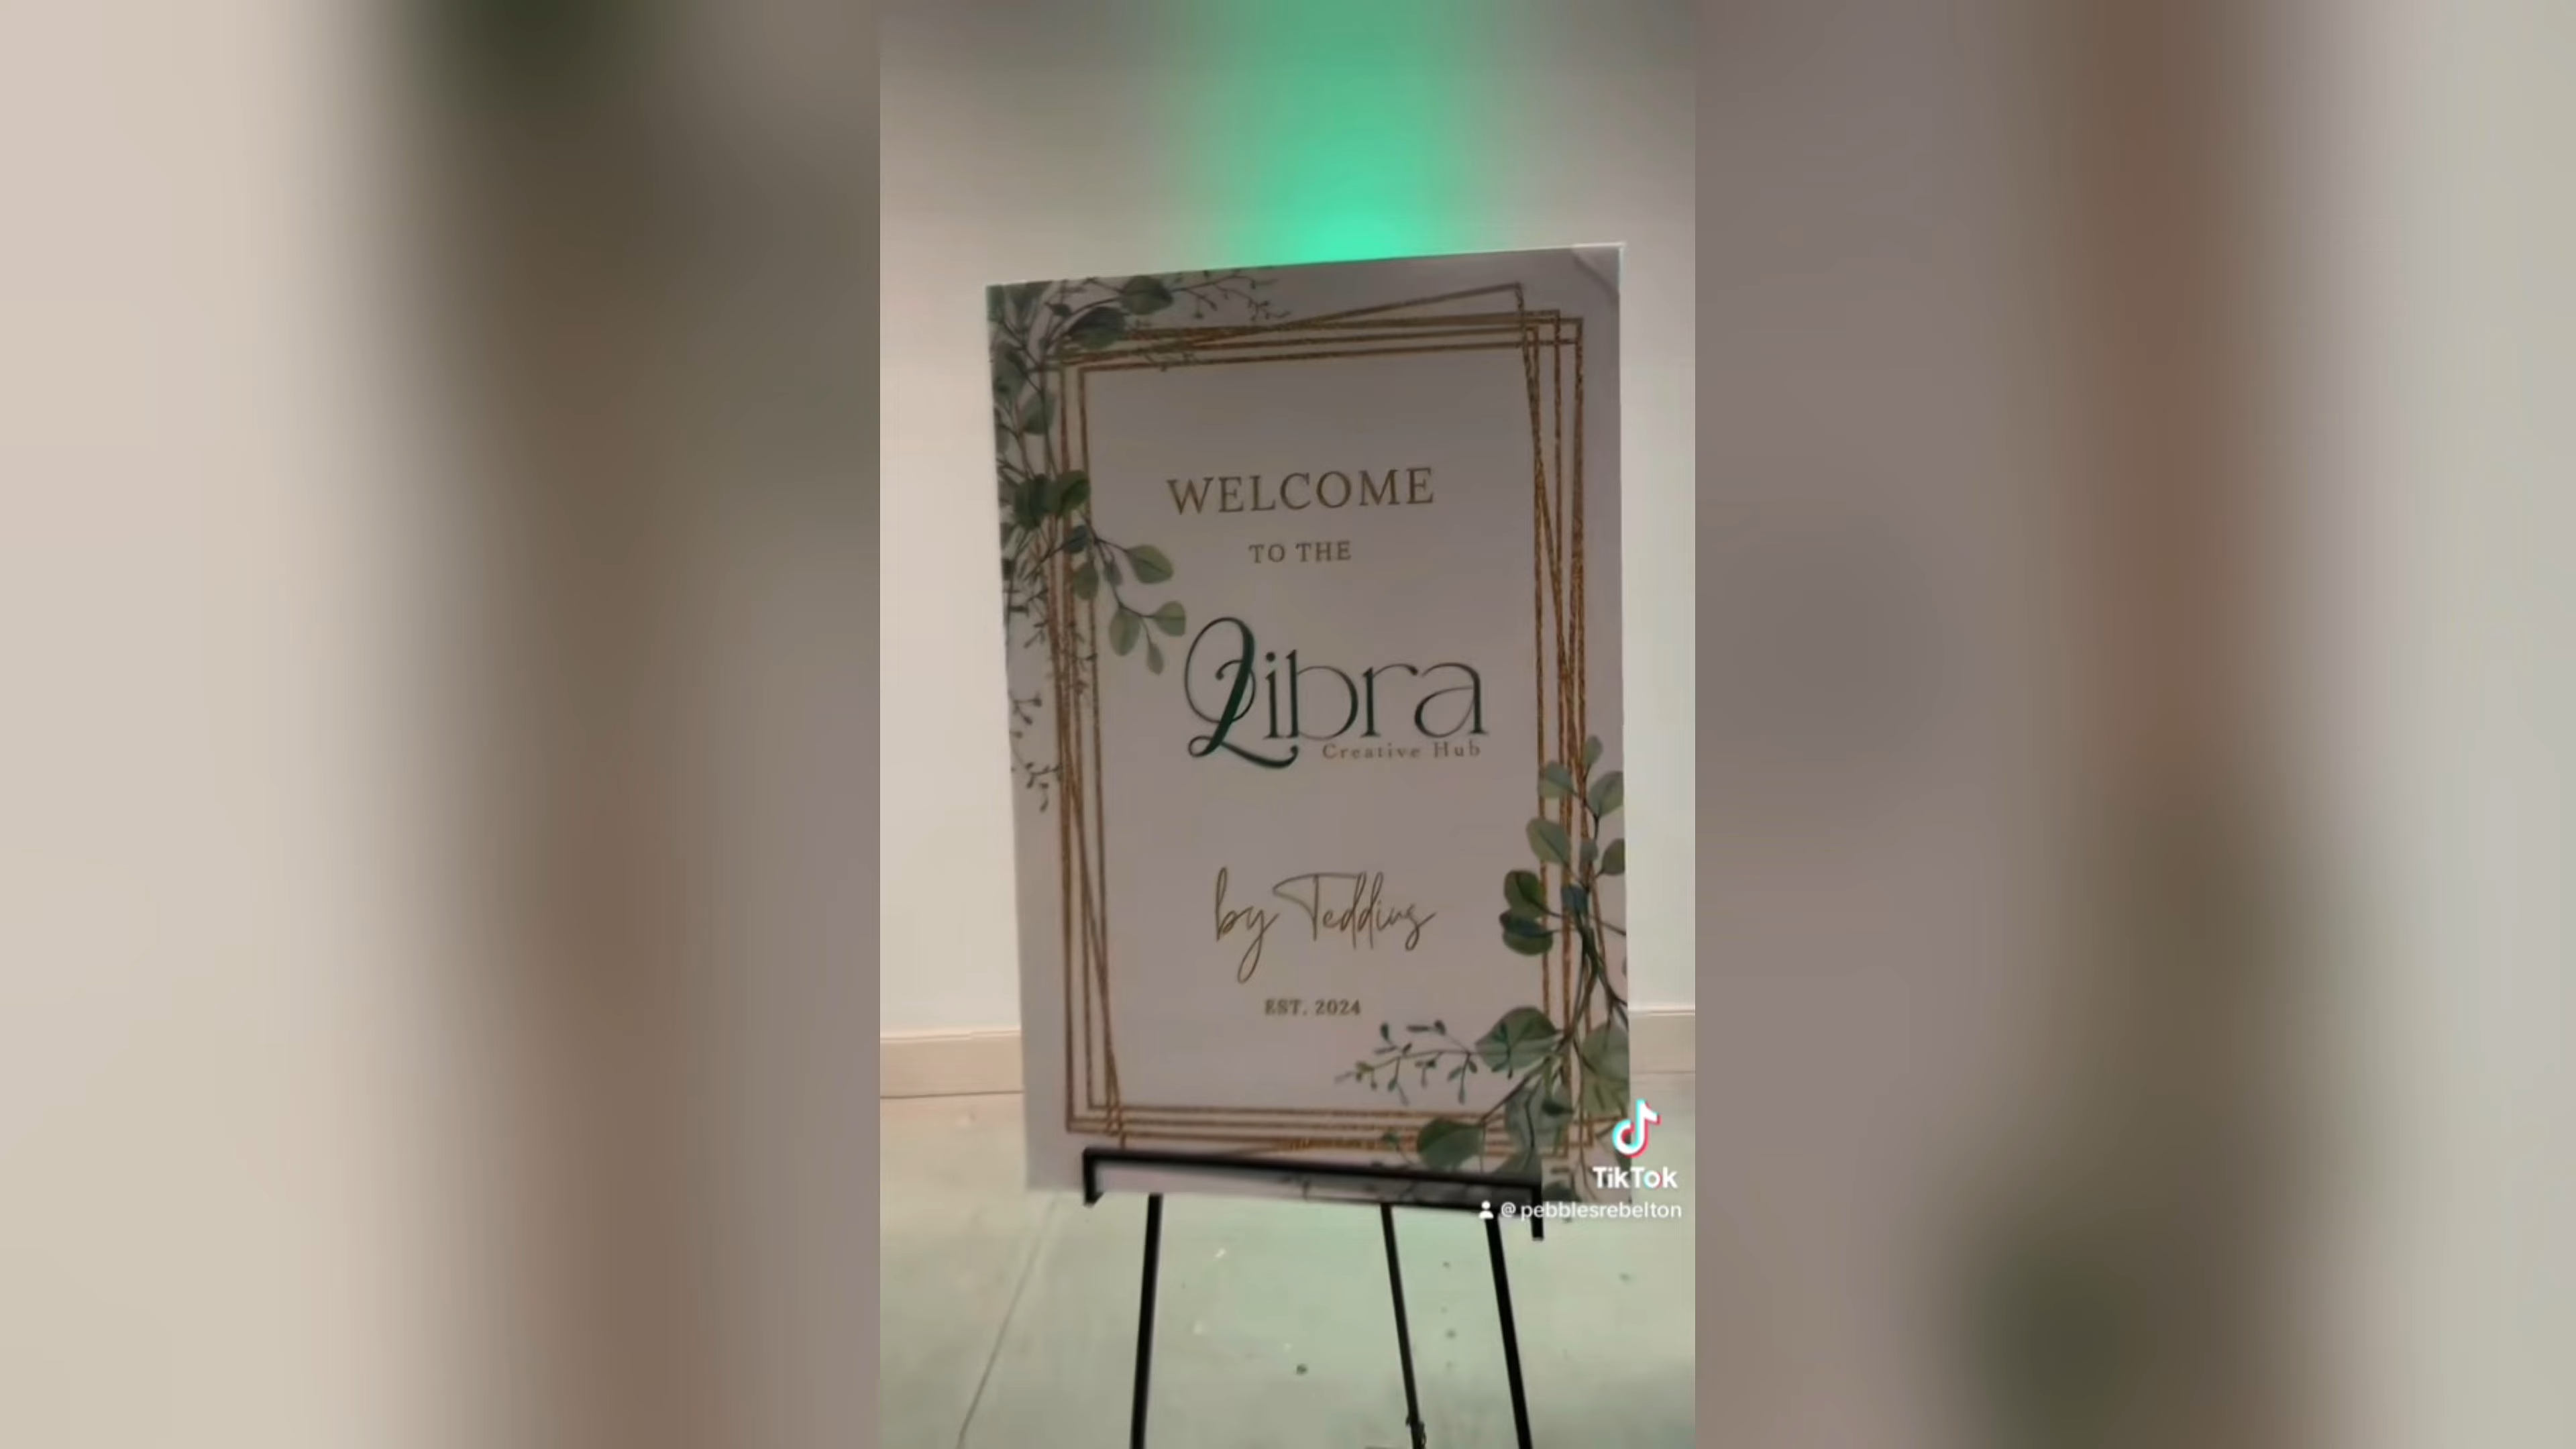 WELCOME
TO THE
Libra
Creative Hub
by Teddius
EST. 2024
TikTok
@pebblesrebelton